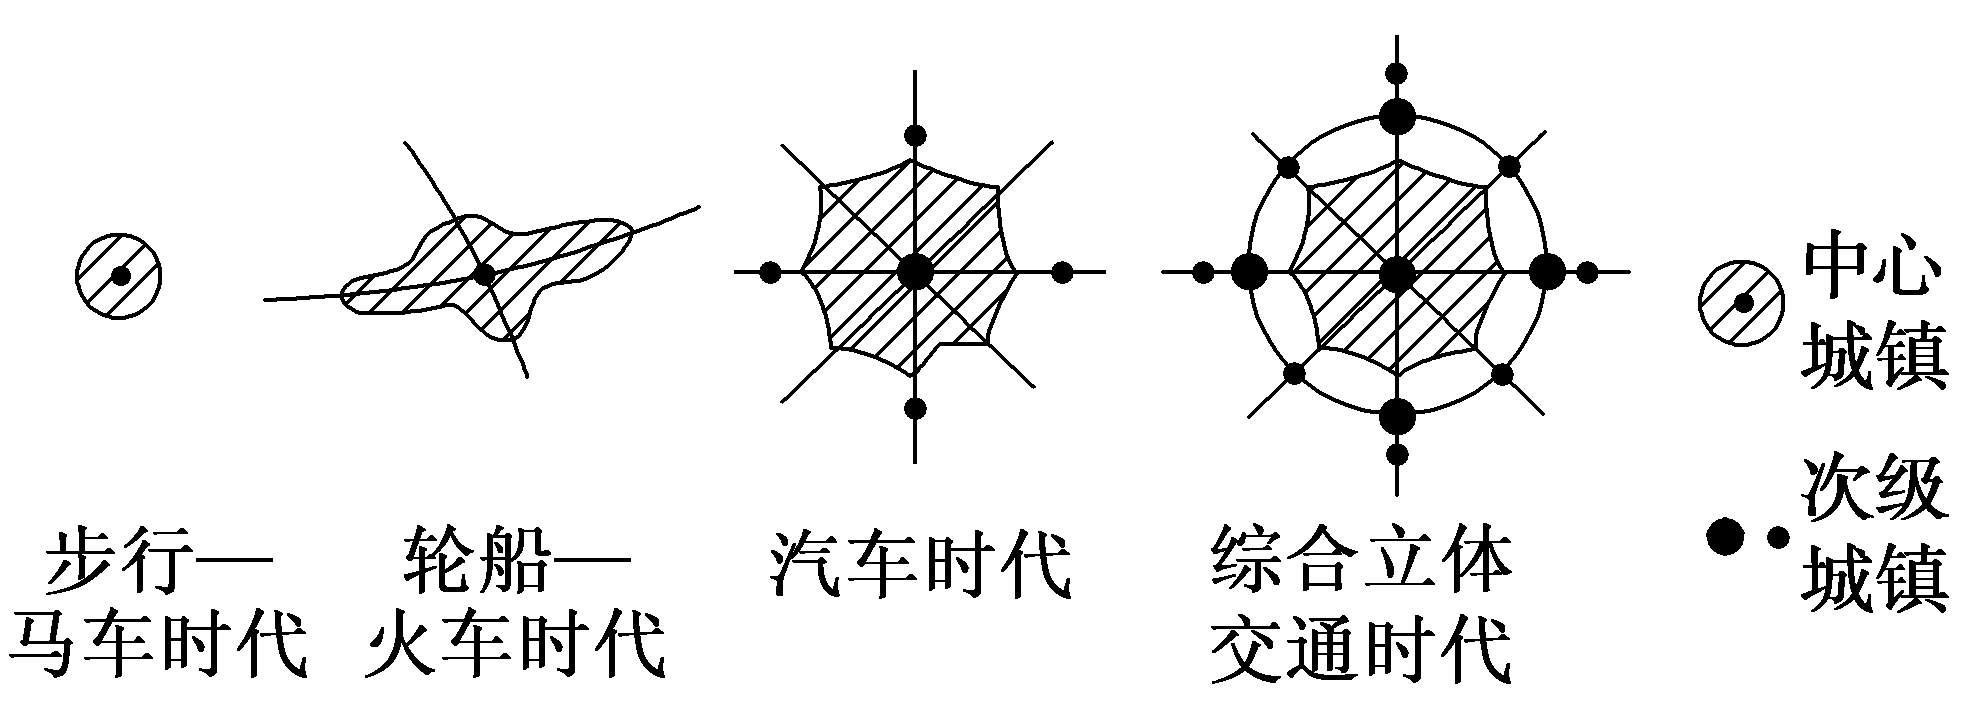 步行—
马车时代
轮船—
火车时代
汽车时代
综合立体
交通时代
中心
城镇
次级
城镇